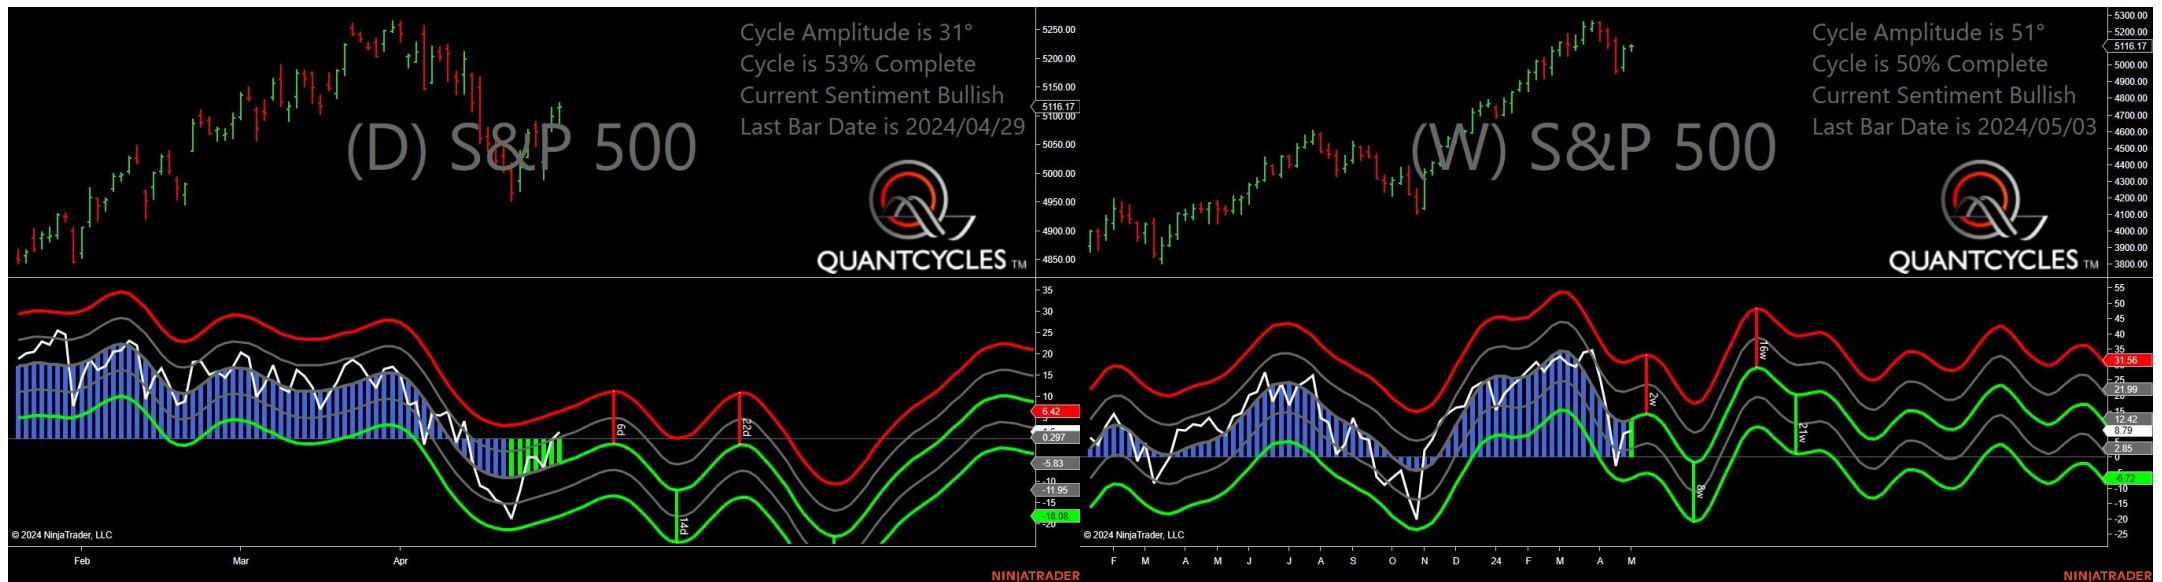 Cycle Amplitude is 31°
Cycle is 53% Complete
Current Sentiment Bullish
Last Bar Date is 2024/04/29
(D) S&P 500
QUANTCYCLES TM
5250.00
5200.00
5150.00
5116.17
5100.00
5050.00
5000.00
4950.00
4900.00
4850.00
35
30
25
20
15
10
6.42
0.297
-5.83
-10
-11.95
-15
-18.08
-20
6d
14d
22d
© 2024 NinjaTrader, LLC
Feb Mar Apr
NINJATRADER
Cycle Amplitude is 51°
Cycle is 50% Complete
Current Sentiment Bullish
Last Bar Date is 2024/05/03
(W) S&P 500
QUANTCYCLES TM
5300.00
5200.00
5116.17
5000.00
4900.00
4800.00
4700.00
4600.00
4500.00
4400.00
4300.00
4200.00
4100.00
4000.00
3900.00
3800.00
55
50
45
40
35
31.56
25
21.99
15
12.42
8.79
2.85
0
-6.72
-10
-15
-20
-25
2w
8w
16w
21w
© 2024 NinjaTrader, LLC
F M A M J J A S O N D 24 F M A M
NINJATRADER